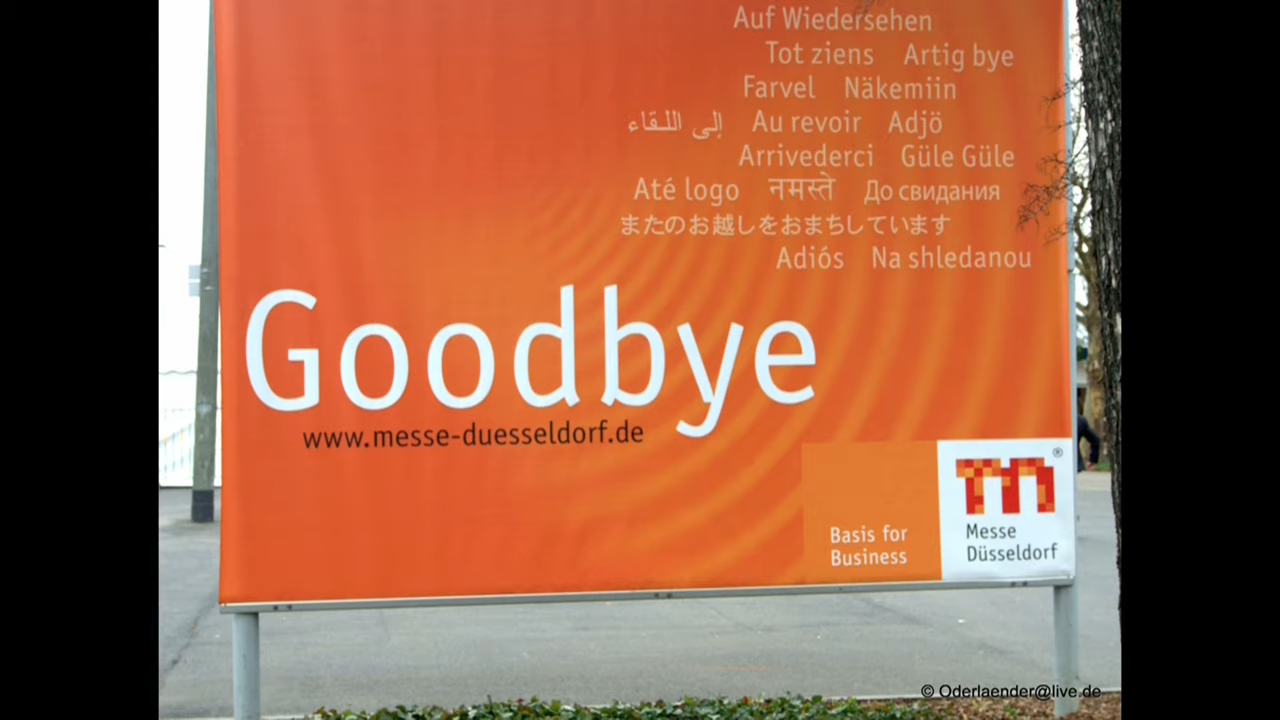 Auf Wiedersehen
Tot ziens Artig bye
Farvel Näkemiin
إلى اللقاء Au revoir Adjö
Arrivederci Güle Güle
Até logo नमस्ते До свидания
またのお越しをおまちしています
Adiós Na shledanou
Goodbye
www.messe-duesseldorf.de
Basis for
Business
m ®
Messe
Düsseldorf
© Oderlaender@live.de